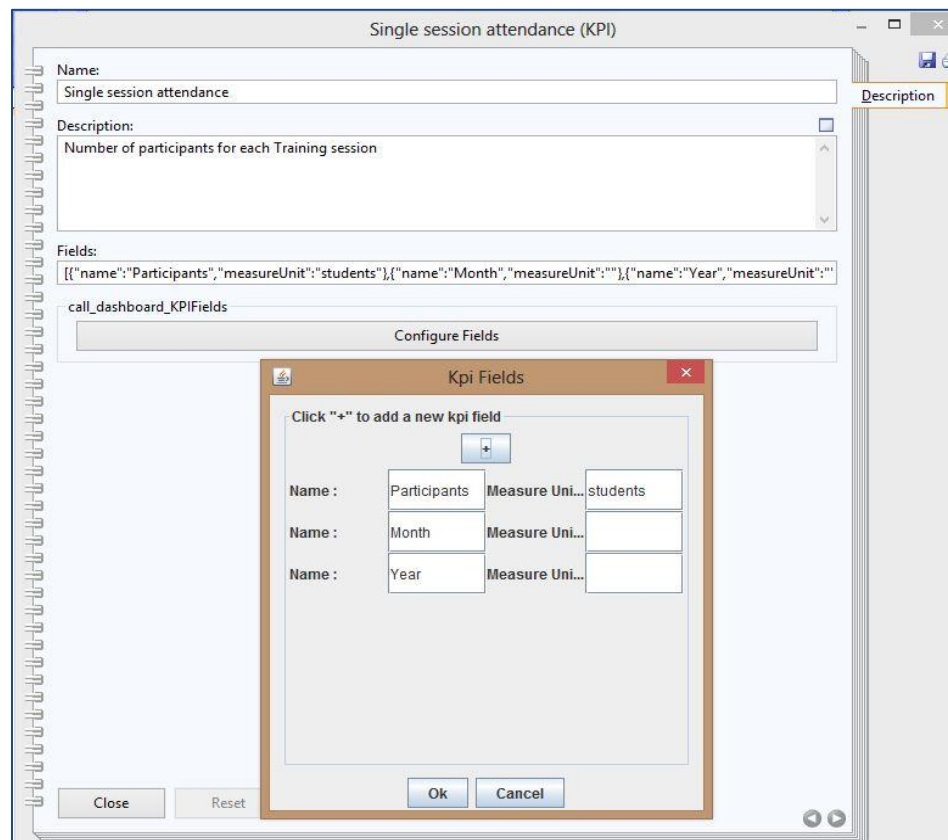 Single session attendance (KPI)
Name:
Single session attendance
Description
Description:
Number of participants for each Training session
Fields:
[{"name":"Participants","measureUnit":"students"},{"name":"Month","measureUnit":""},{"name":"Year","measureUnit":"'
call_dashboard_KPIFields
Configure Fields
Kpi Fields
Click "+" to add a new kpi field
+
Name : Participants Measure Uni... students
Name : Month Measure Uni...
Name : Year Measure Uni...
Ok Cancel
Close Reset